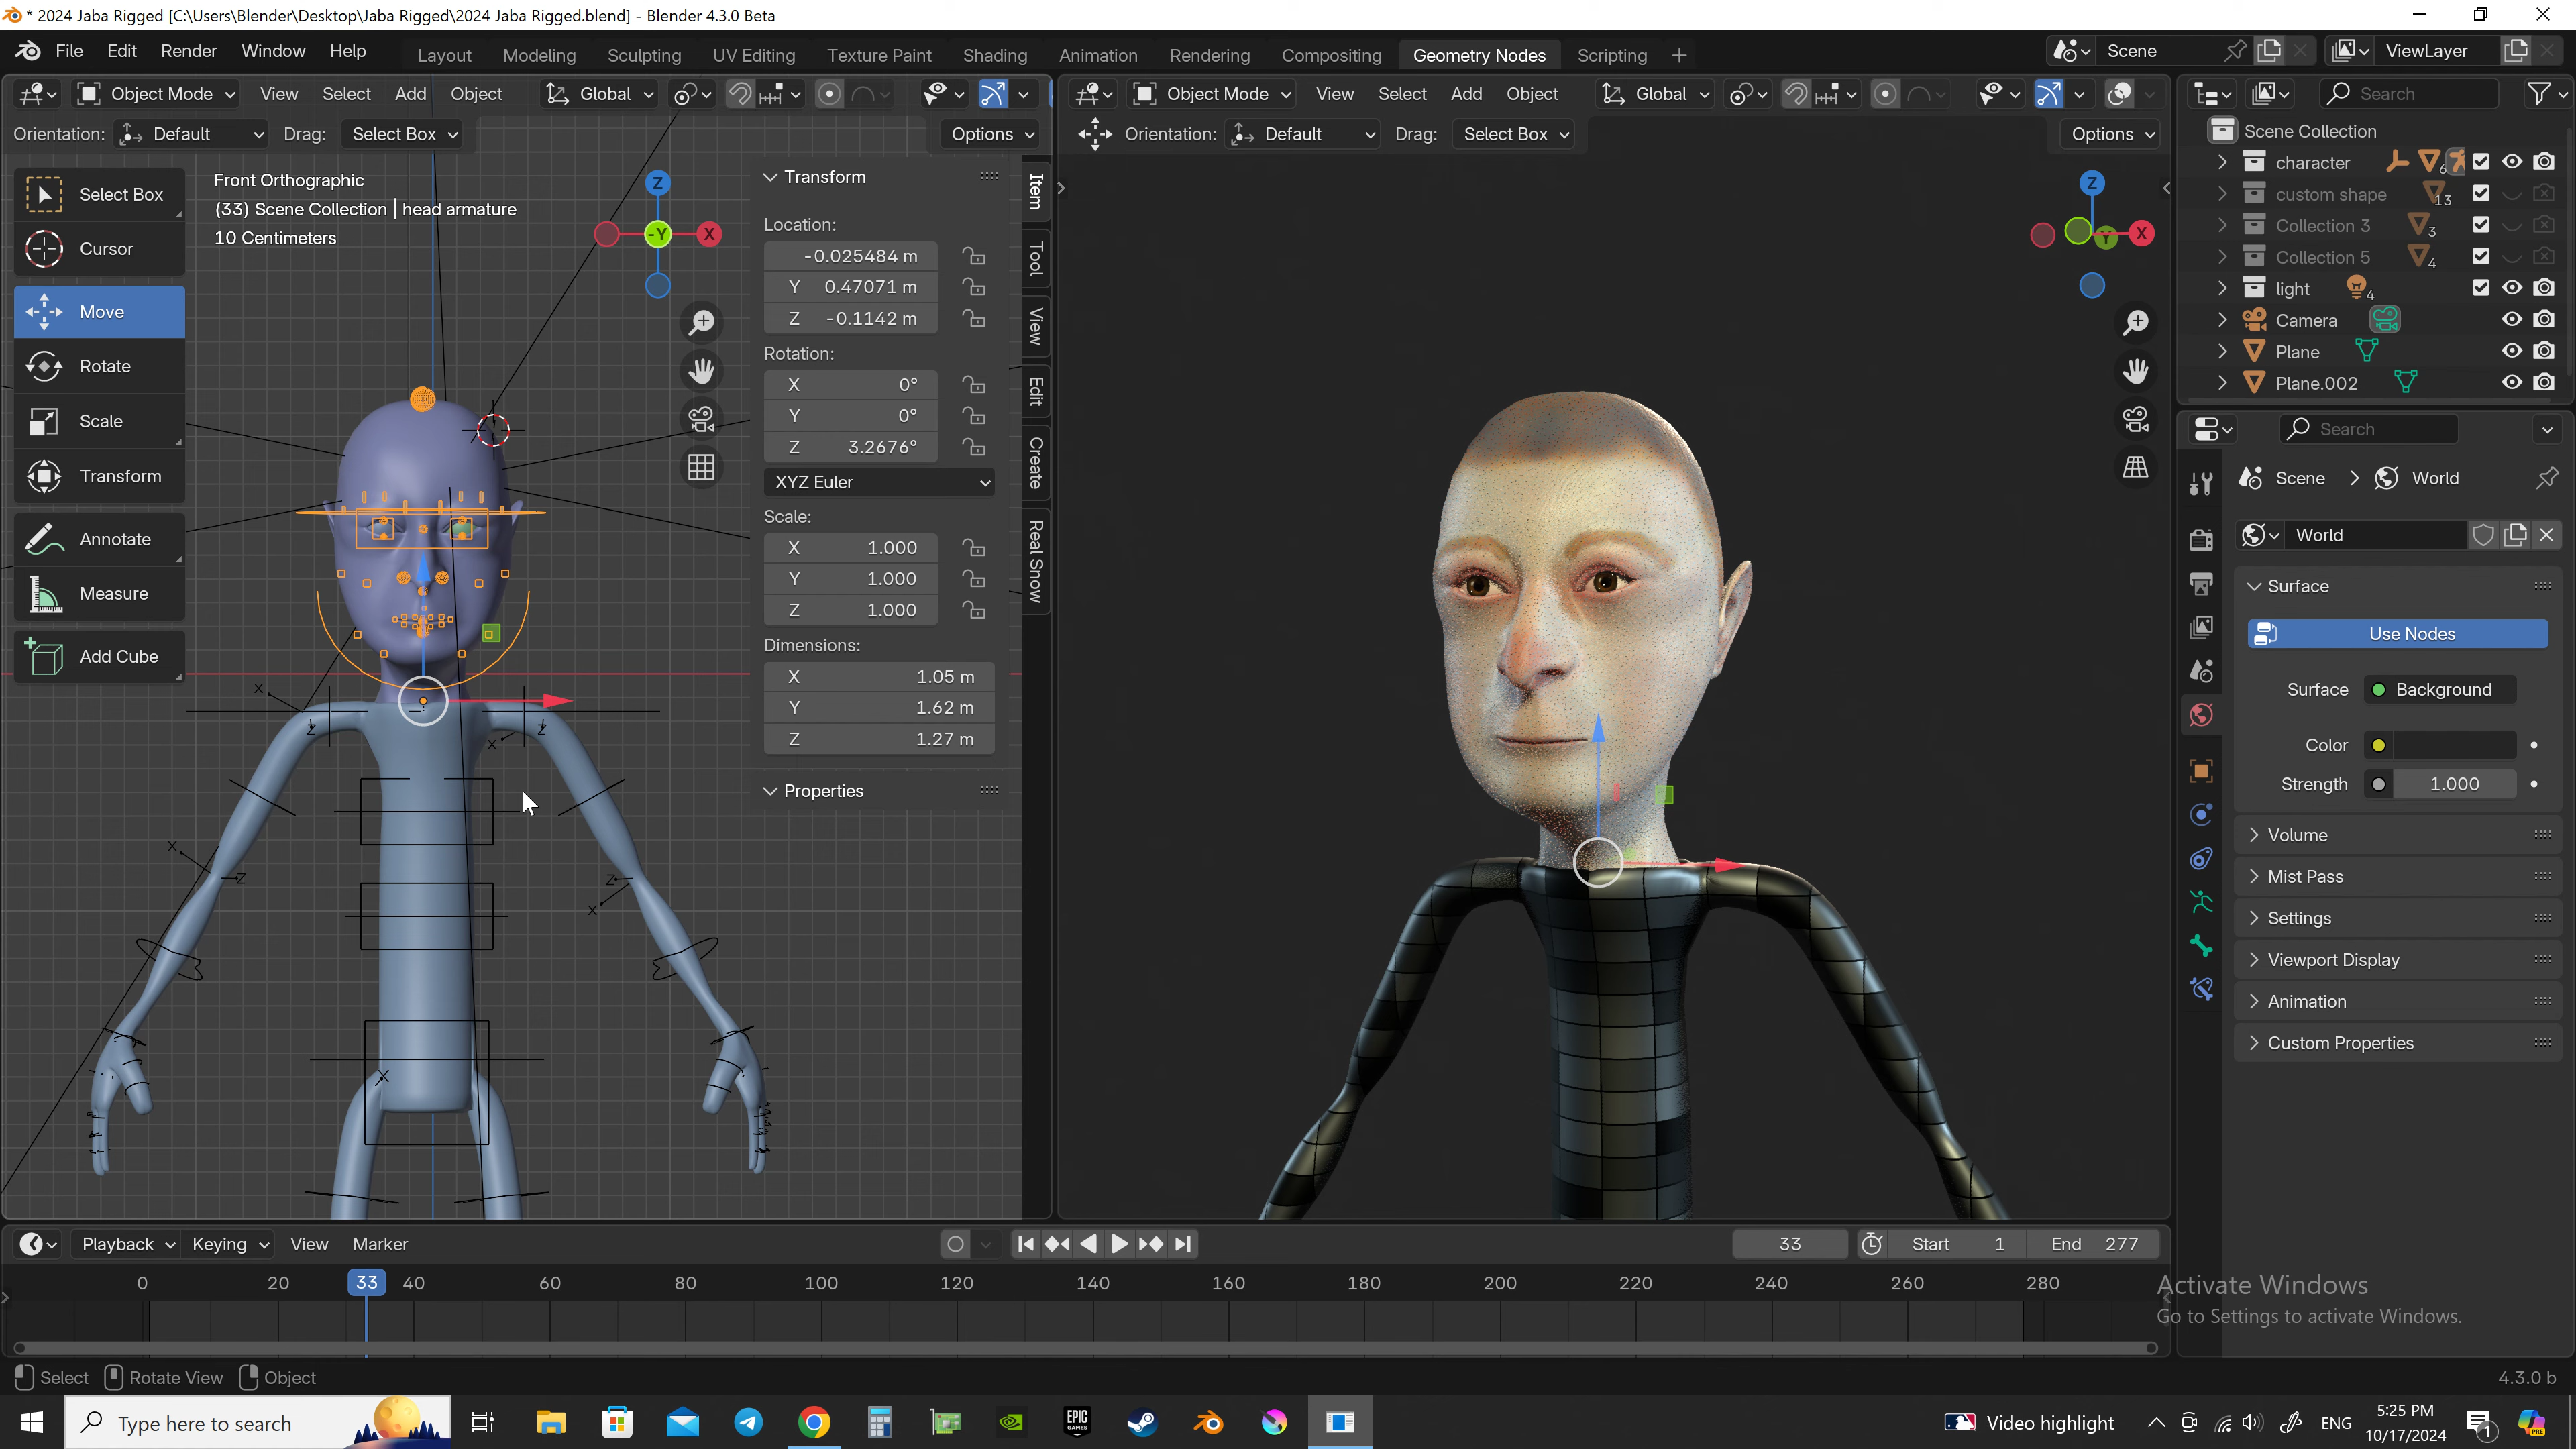 * 2024 Jaba Rigged [C:\Users\Blender\Desktop\Jaba Rigged\2024 Jaba Rigged.blend] - Blender 4.3.0 Beta
File Edit Render Window Help Layout Modeling Sculpting UV Editing Texture Paint Shading Animation Rendering Compositing Geometry Nodes Scripting + Scene ViewLayer
Object Mode View Select Add Object Global
Object Mode View Select Add Object Global
Search
Orientation: Default Drag: Select Box Options
Orientation: Default Drag: Select Box Options
Select Box
Cursor
Move
Rotate
Scale
Transform
Annotate
Measure
Add Cube
Front Orthographic
(33) Scene Collection | head armature
10 Centimeters
Z
-Y
X
Transform
Location:
-0.025484 m
Y 0.47071 m
Z -0.1142 m
Rotation:
X 0°
Y 0°
Z 3.2676°
XYZ Euler
Scale:
X 1.000
Y 1.000
Z 1.000
Dimensions:
X 1.05 m
Y 1.62 m
Z 1.27 m
Properties
Item
Tool
View
Edit
Create
Real Snow
Z
Y
X
Scene Collection
character 6
custom shape 13
Collection 3 3
Collection 5 4
light 4
Camera
Plane
Plane.002
Search
Scene > World
World
Surface
Use Nodes
Surface Background
Color
Strength 1.000
Volume
Mist Pass
Settings
Viewport Display
Animation
Custom Properties
Playback Keying View Marker 33 Start 1 End 277
0 20 33 40 60 80 100 120 140 160 180 200 220 240 260 280
Activate Windows
Go to Settings to activate Windows.
Select Rotate View Object 4.3.0 b
Type here to search
EPIC GAMES
Video highlight
ENG
5:25 PM
10/17/2024
1
PRE